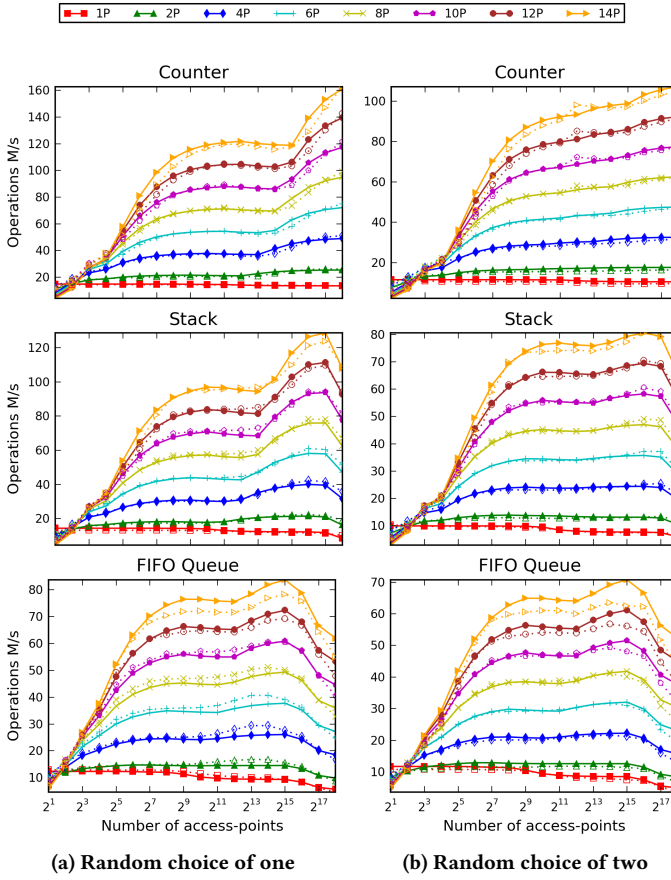 1P 2P 4P 6P 8P 10P 12P 14P
Counter
Operations M/s
160
140
120
100
80
60
40
20
Counter
100
80
60
40
20
Stack
Operations M/s
120
100
80
60
40
20
Stack
80
70
60
50
40
30
20
10
FIFO Queue
Operations M/s
80
70
60
50
40
30
20
10
2^1 2^3 2^5 2^7 2^9 2^11 2^13 2^15 2^17
Number of access-points
FIFO Queue
70
60
50
40
30
20
10
2^1 2^3 2^5 2^7 2^9 2^11 2^13 2^15 2^17
Number of access-points
(a) Random choice of one
(b) Random choice of two